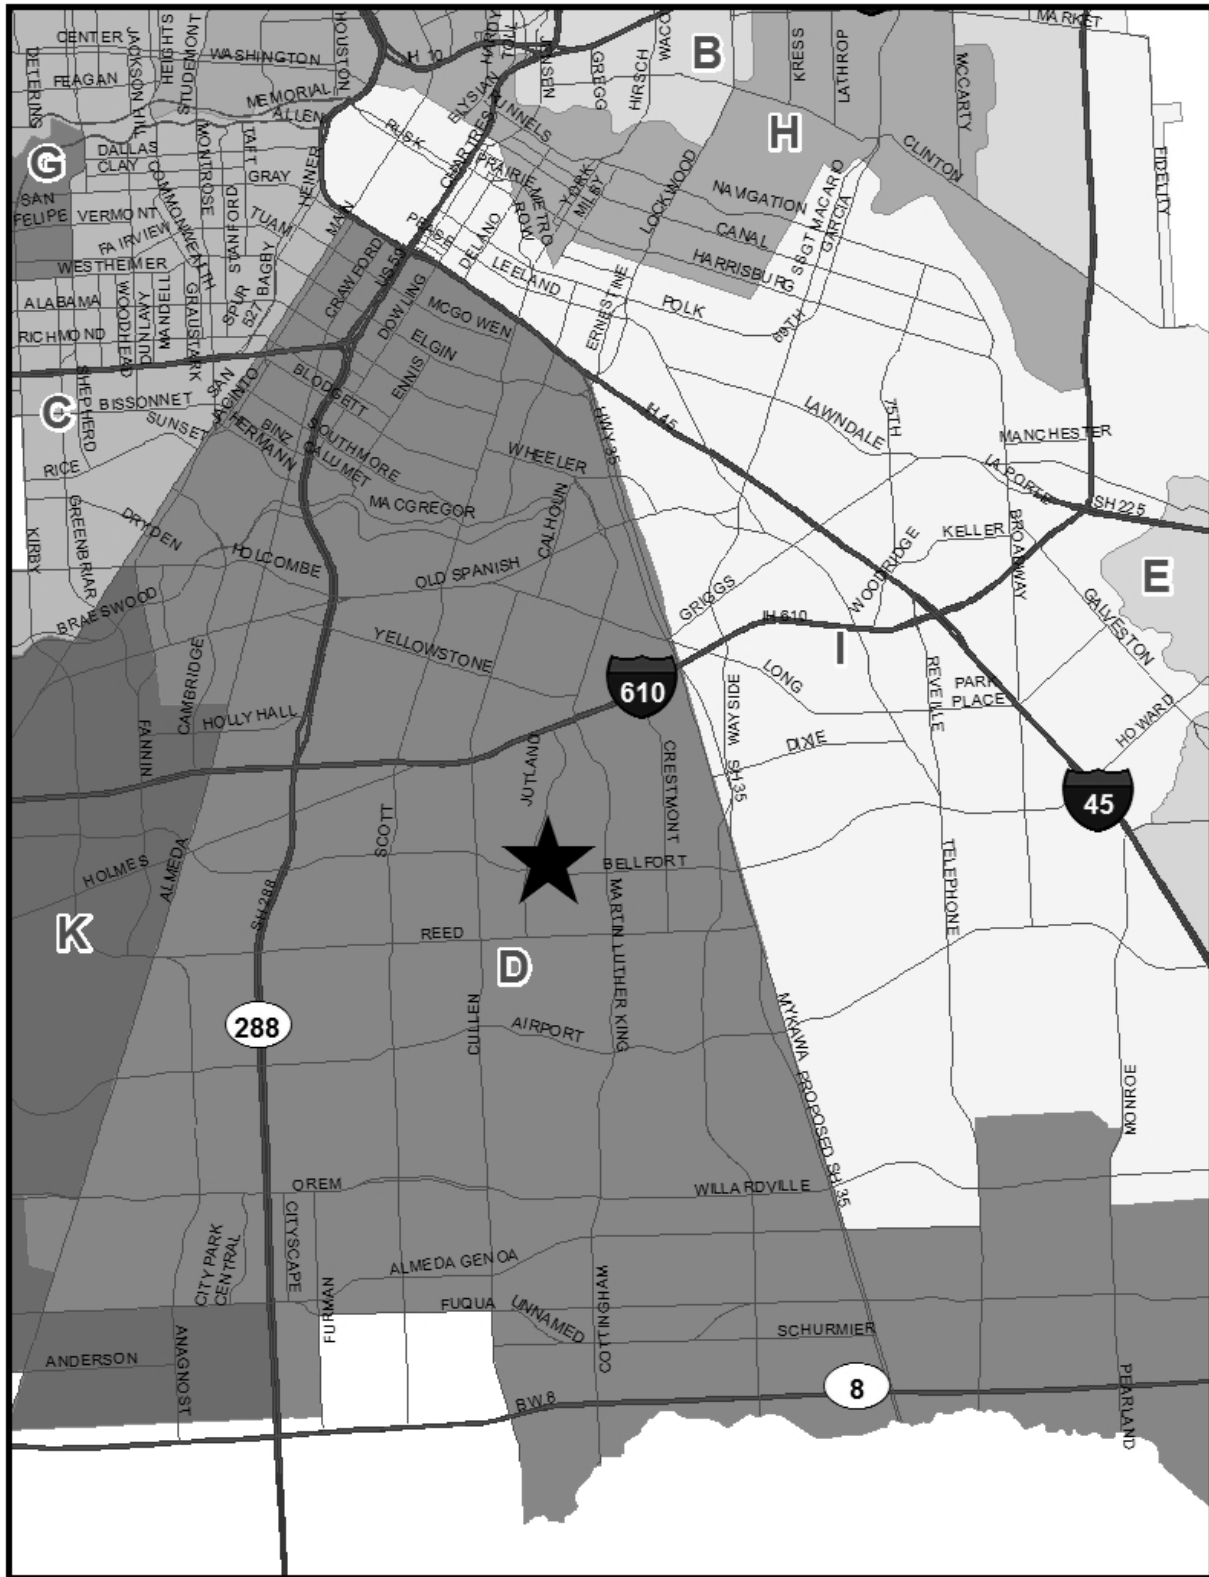 CENTER
DETERING
JACKSON HILL
HEIGHTS
STUDEMONT
WASHINGTON
HOUSTON
IH 10
HARDY
TOLL
JENSEN
GREGG
HIRSCH
WACO
B
KRESS
LATHROP
MCCARTY
MARKET
FEAGAN
MEMORIAL
ALLEN
ELYSIAN
RUNNELS
H
CLINTON
FIDELITY
G
DALLAS
CLAY
MONTROSE
TAFT
GRAY
HEINER
RUSK
CHARTRES
PRAIRIE
METRO
ROW
YORK
MILBY
LOCKWOOD
NAVIGATION
CANAL
HARRISBURG
SSGT MACARIO
GARCIA
SAN
FELIPE
VERMONT
COMMONWEALTH
STANFORD
TUAM
MAIN
PEASE
DELANO
LEELAND
FAIRVIEW
BAGBY
WESTHEIMER
CRAWFORD
US 59
DOWLING
MCGOWEN
ERNESTINE
POLK
69TH
ALABAMA
WOODHEAD
DUNLAVY
MANDELL
GRAUSTARK
SPUR
527
RICHMOND
ELGIN
ENNIS
SHEPHERD
SAN
JACINTO
BLODGETT
C
BISSONNET
SUNSET
HERMANN
BINZ
CALUMET
SOUTHMORE
WHEELER
HWY 35
IH 45
LAWNDALE
75TH
MANCHESTER
LA PORTE
SH 225
RICE
KIRBY
GREENBRIAR
DRYDEN
MACGREGOR
CALHOUN
KELLER
BROADWAY
HOLCOMBE
OLD SPANISH
GRIGGS
WOODRIDGE
E
GALVESTON
BRAESWOOD
IH 610
YELLOWSTONE
I
CAMBRIDGE
610
LONG
REVEILLE
PARK
PLACE
HOWARD
HOLLY HALL
FANNIN
WAYSIDE
DIXIE
JUTLAND
CRESTMONT
SH 35
45
SCOTT
HOLMES
ALMEDA
BELLFORT
SH 288
MARTIN LUTHER KING
TELEPHONE
K
REED
D
CULLEN
288
AIRPORT
MYKAWA
PROPOSED SH 35
MONROE
OREM
WILLARDVILLE
CITY PARK
CENTRAL
CITYSCAPE
ALMEDA GENOA
FURMAN
FUQUA
UNNAMED
COTTINGHAM
SCHURMIER
ANDERSON
ANAGNOST
8
BW 8
PEARLAND